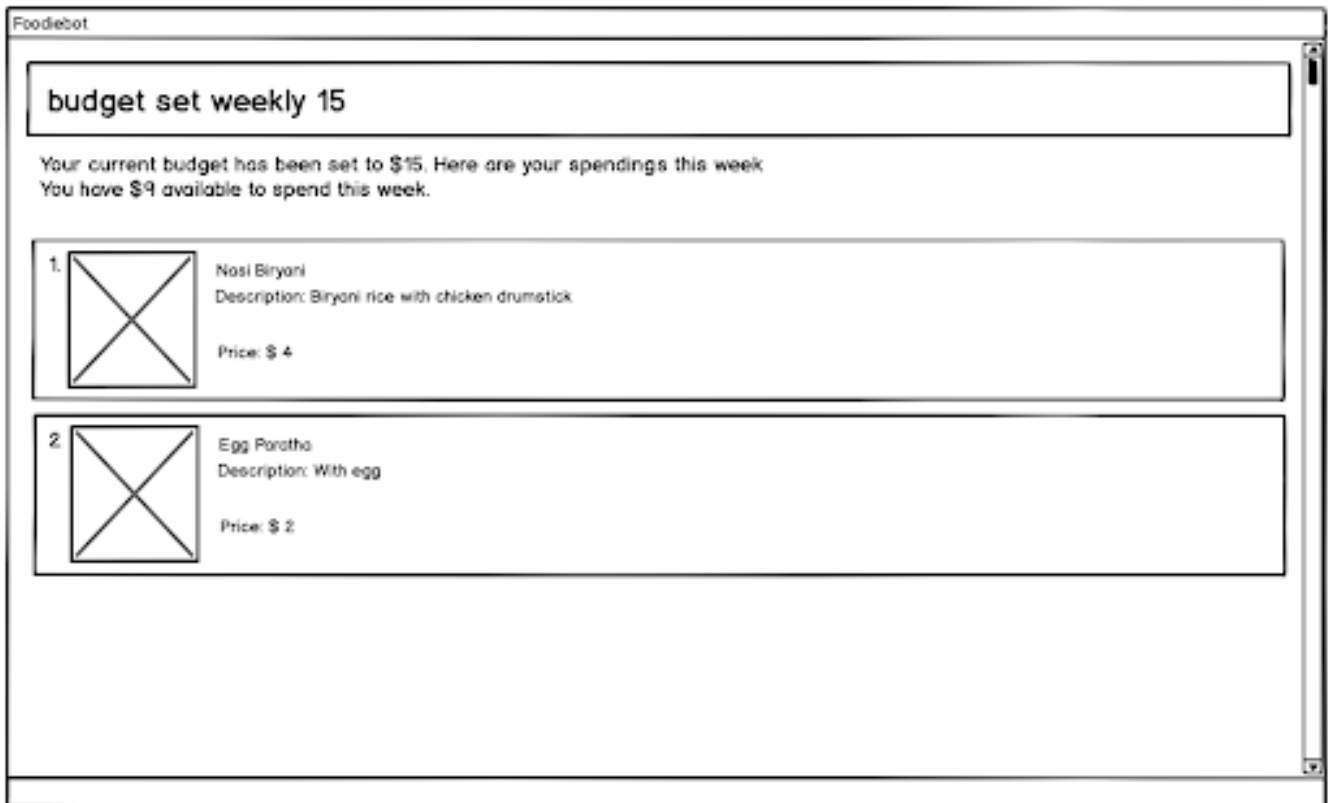 Foodiebot
budget set weekly 15
Your current budget has been set to $15. Here are your spendings this week
You have $9 available to spend this week.
1.
Nasi Biryani
Description: Biryani rice with chicken drumstick
Price: $ 4
2.
Egg Paratha
Description: With egg
Price: $ 2